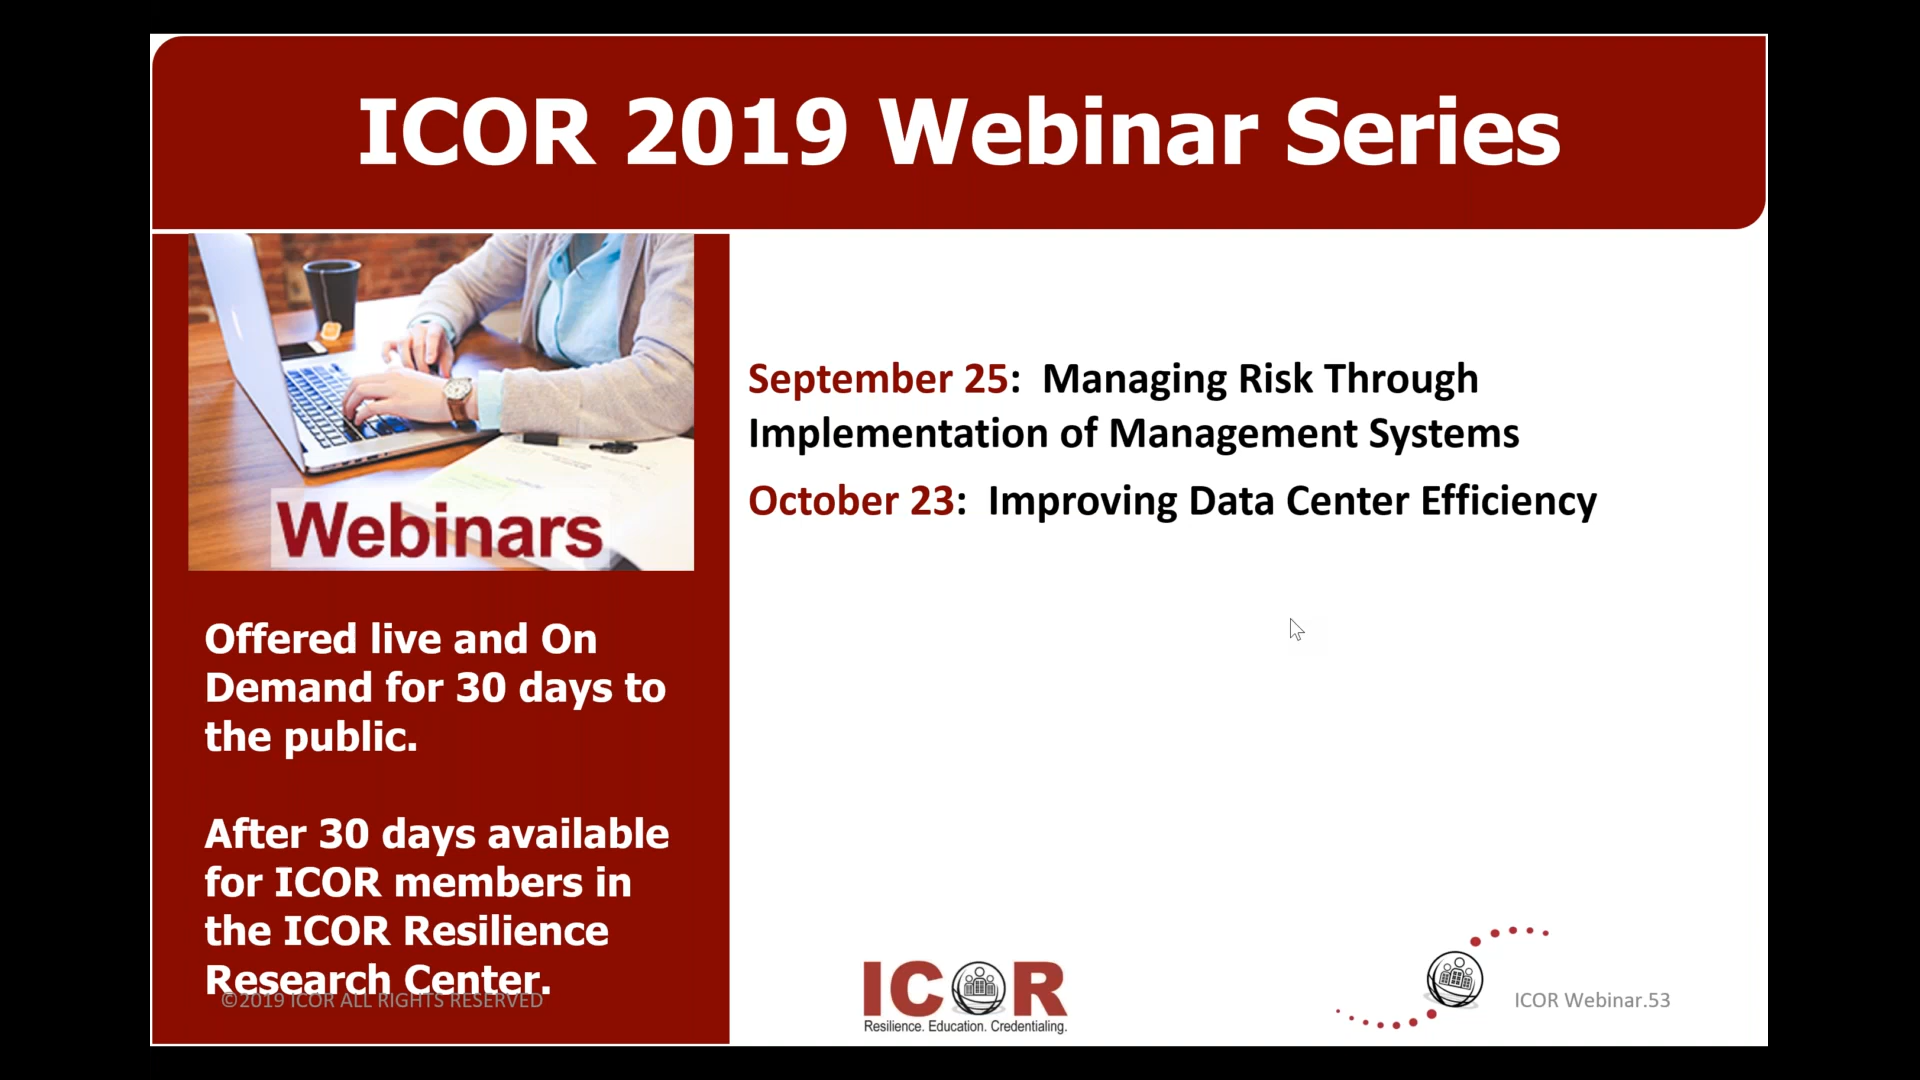 ICOR 2019 Webinar Series
Webinars
Offered live and On
Demand for 30 days to
the public.
After 30 days available
for ICOR members in
the ICOR Resilience
Research Center.
©2019 ICOR ALL RIGHTS RESERVED
September 25:  Managing Risk Through
Implementation of Management Systems
October 23:  Improving Data Center Efficiency
ICOR
Resilience. Education. Credentialing.
ICOR Webinar.53